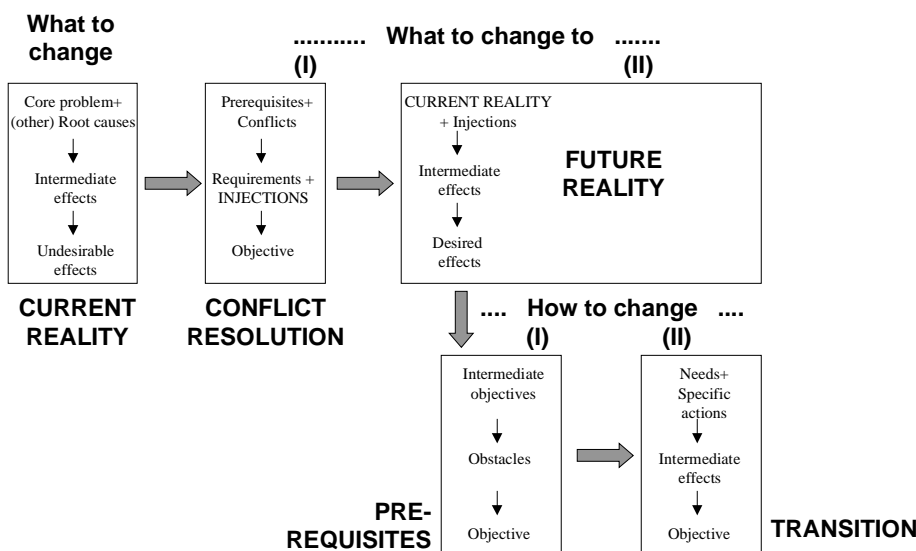 What to
change
........... What to change to .......
(I) (II)
Core problem+
(other) Root causes
Intermediate
effects
Undesirable
effects
CURRENT
REALITY
Prerequisites+
Conflicts
Requirements +
INJECTIONS
Objective
CONFLICT
RESOLUTION
CURRENT REALITY
+ Injections
Intermediate
effects
Desired
effects
FUTURE
REALITY
.... How to change ....
(I) (II)
Intermediate
objectives
Obstacles
Objective
PRE-
REQUISITES
Needs+
Specific
actions
Intermediate
effects
Objective
TRANSITION